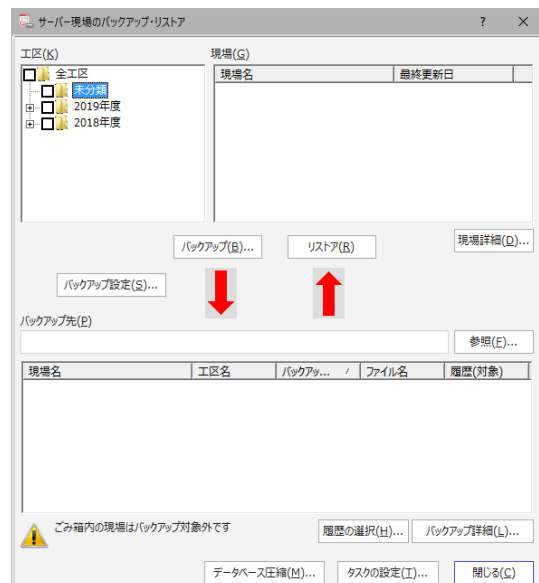 サーバー現場のバックアップ・リストア ? ×
工区(K)
全工区
未分類
2019年度
2018年度
現場(G)
現場名 最終更新日
バックアップ(B)... リストア(R) 現場詳細(D)...
バックアップ設定(S)...
バックアップ先(P)
参照(F)...
現場名 工区名 バックアッ... ファイル名 履歴(対象)
ごみ箱内の現場はバックアップ対象外です
履歴の選択(H)... バックアップ詳細(L)...
データベース圧縮(M)... タスクの設定(T)... 閉じる(C)